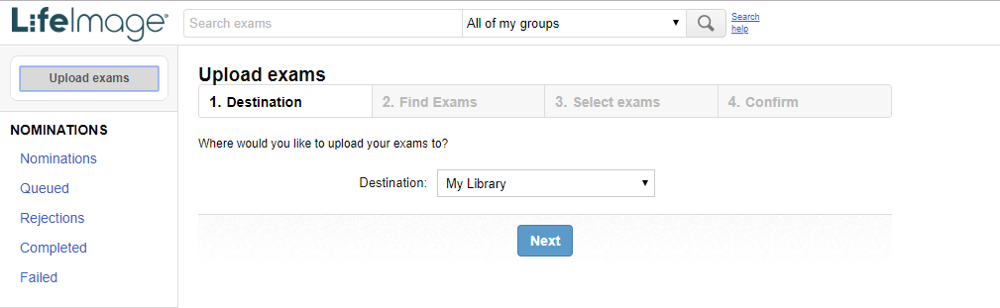 LifeImage
Search exams
All of my groups
Search
help
Upload exams
NOMINATIONS
Nominations
Queued
Rejections
Completed
Failed
Upload exams
1. Destination
2. Find Exams
3. Select exams
4. Confirm
Where would you like to upload your exams to?
Destination: My Library
Next